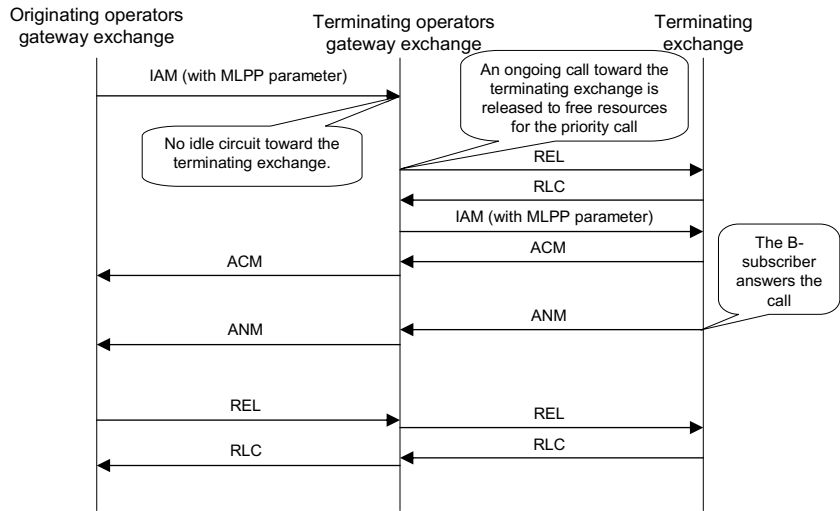 Originating operators
gateway exchange
Terminating operators
gateway exchange
Terminating
exchange
IAM (with MLPP parameter)
An ongoing call toward the
terminating exchange is
released to free resources
for the priority call
No idle circuit toward the
terminating exchange.
REL
RLC
IAM (with MLPP parameter)
ACM
ACM
The B-
subscriber
answers the
call
ANM
ANM
REL
REL
RLC
RLC